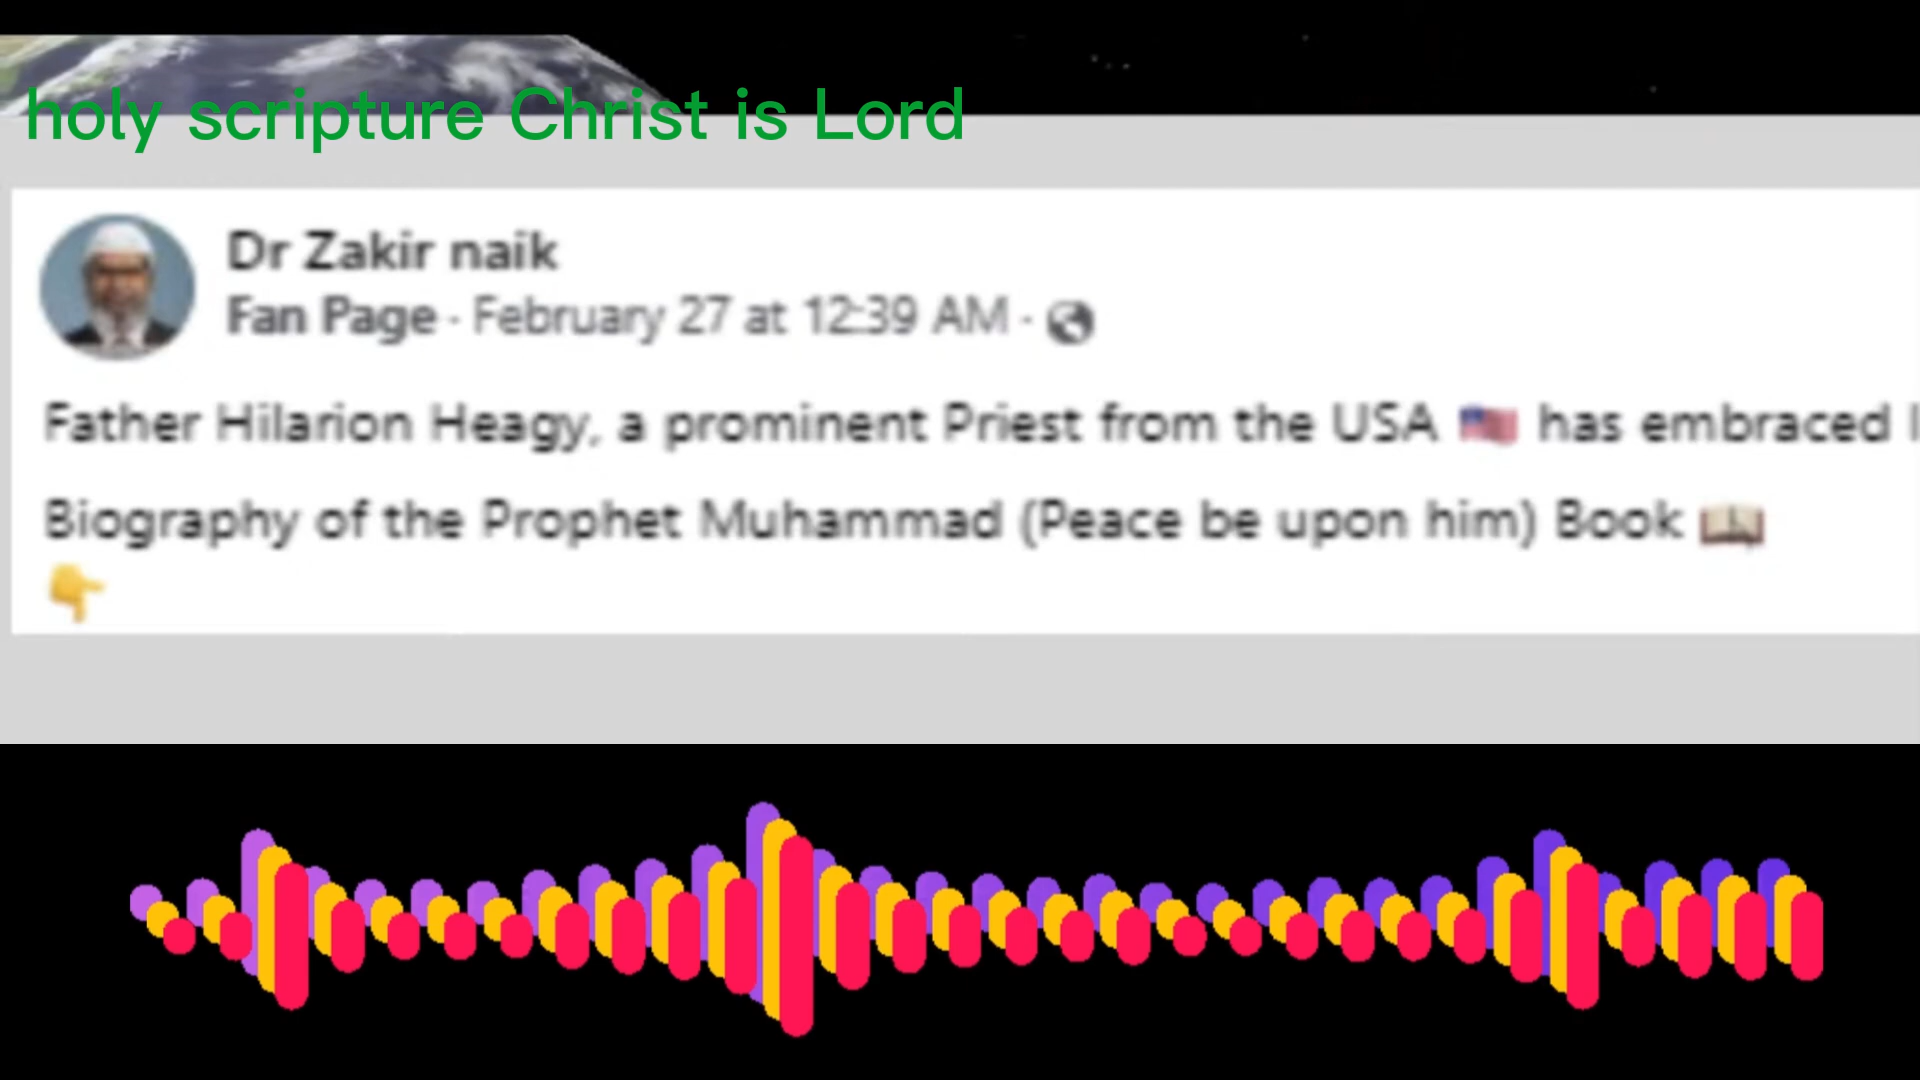 holy scripture Christ is Lord
Dr Zakir naik
Fan Page · February 27 at 12:39 AM ·
Father Hilarion Heagy, a prominent Priest from the USA 🇺🇸 has embraced
Biography of the Prophet Muhammad (Peace be upon him) Book 📖
👇